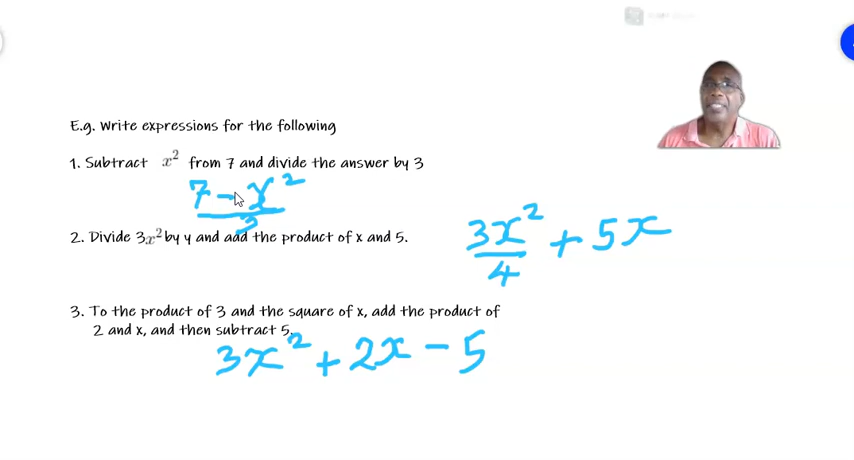 E.g. Write expressions for the following
1. Subtract x² from 7 and divide the answer by 3
7 - x²
3
2. Divide 3x² by y and add the product of x and 5.
3x² + 5x
4
3. To the product of 3 and the square of x, add the product of
2 and x, and then subtract 5.
3x² + 2x - 5